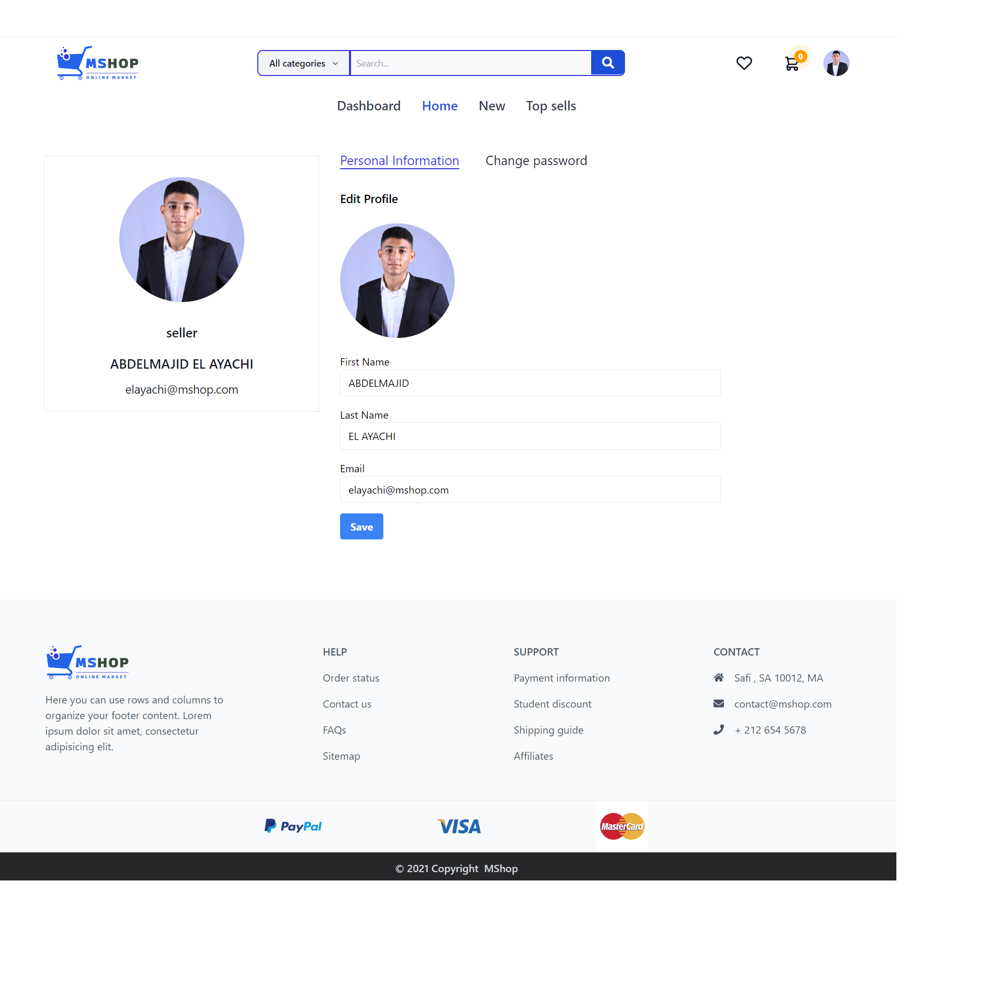 MSHOP
ONLINE MARKET
All categories
Search...
0
Dashboard Home New Top sells
Personal Information Change password
Edit Profile
seller
ABDELMAJID EL AYACHI
elayachi@mshop.com
First Name
ABDELMAJID
Last Name
EL AYACHI
Email
elayachi@mshop.com
Save
MSHOP
ONLINE MARKET
Here you can use rows and columns to
organize your footer content. Lorem
ipsum dolor sit amet, consectetur
adipisicing elit.
HELP
Order status
Contact us
FAQs
Sitemap
SUPPORT
Payment information
Student discount
Shipping guide
Affiliates
CONTACT
Safi , SA 10012, MA
contact@mshop.com
+ 212 654 5678
PayPal
VISA
MasterCard
© 2021 Copyright MShop